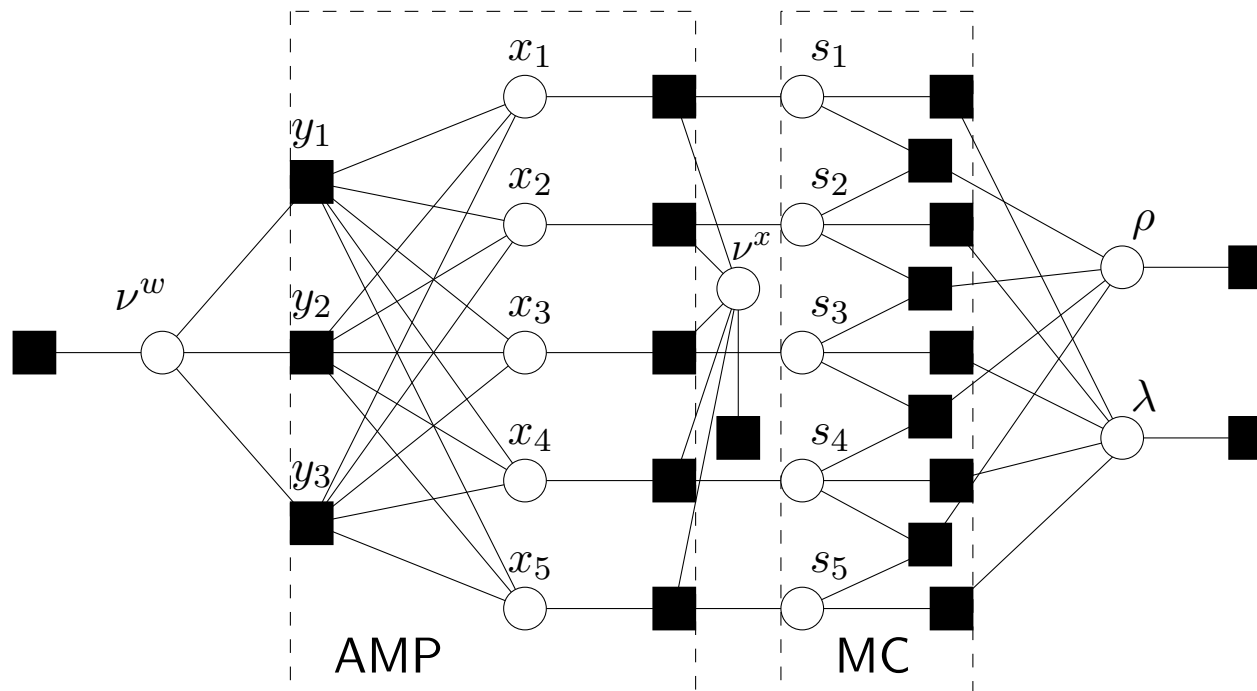 x₁
s₁
y₁
x₂
s₂
ρ
νˣ
νʷ
y₂
x₃
s₃
λ
x₄
s₄
y₃
x₅
s₅
AMP
MC